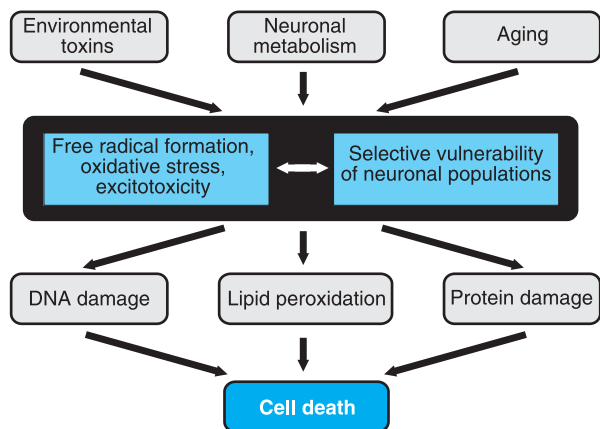 Environmental
toxins
Neuronal
metabolism
Aging
Free radical formation,
oxidative stress,
excitotoxicity
Selective vulnerability
of neuronal populations
DNA damage
Lipid peroxidation
Protein damage
Cell death